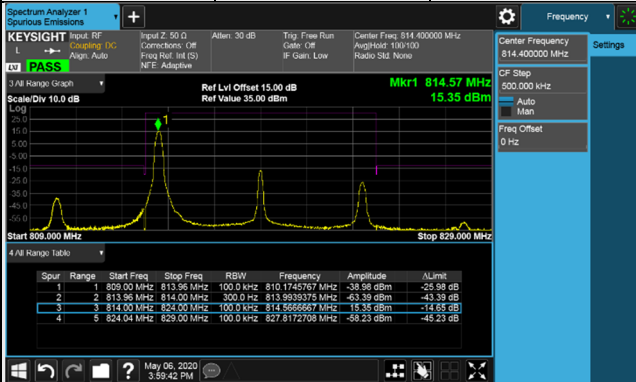 Spectrum Analyzer 1
Spurious Emissions
Frequency
KEYSIGHT Input: RF
Coupling: DC
Align: Auto
Input Z: 50 Ω
Corrections: Off
Freq Ref: Int (S)
NFE: Adaptive
Atten: 30 dB
Trig: Free Run
Gate: Off
IF Gain: Low
Center Freq: 814.400000 MHz
Avg|Hold: 100/100
Radio Std: None
L
LXI PASS
Center Frequency
814.400000 MHz
Settings
CF Step
600.000 kHz
Auto
Man
Freq Offset
0 Hz
3 All Range Graph
Scale/Div 10.0 dB
Ref Lvl Offset 15.00 dB
Ref Value 35.00 dBm
Mkr1 814.57 MHz
15.35 dBm
Log
25.0
15.0
5.00
-5.00
-15.0
-25.0
-35.0
-45.0
-55.0
1
Start 809.000 MHz
Stop 829.000 MHz
4 All Range Table
Spur Range Start Freq Stop Freq RBW Frequency Amplitude ΔLimit
1 1 809.00 MHz 813.96 MHz 100.0 kHz 810.1745767 MHz -38.98 dBm -25.98 dB
2 2 813.96 MHz 814.00 MHz 300.0 Hz 813.9939375 MHz -63.39 dBm -43.39 dB
3 3 814.00 MHz 824.00 MHz 100.0 kHz 814.5666667 MHz 15.35 dBm -14.65 dB
4 5 824.04 MHz 829.00 MHz 100.0 kHz 827.8172708 MHz -58.23 dBm -45.23 dB
May 06, 2020
3:59:42 PM